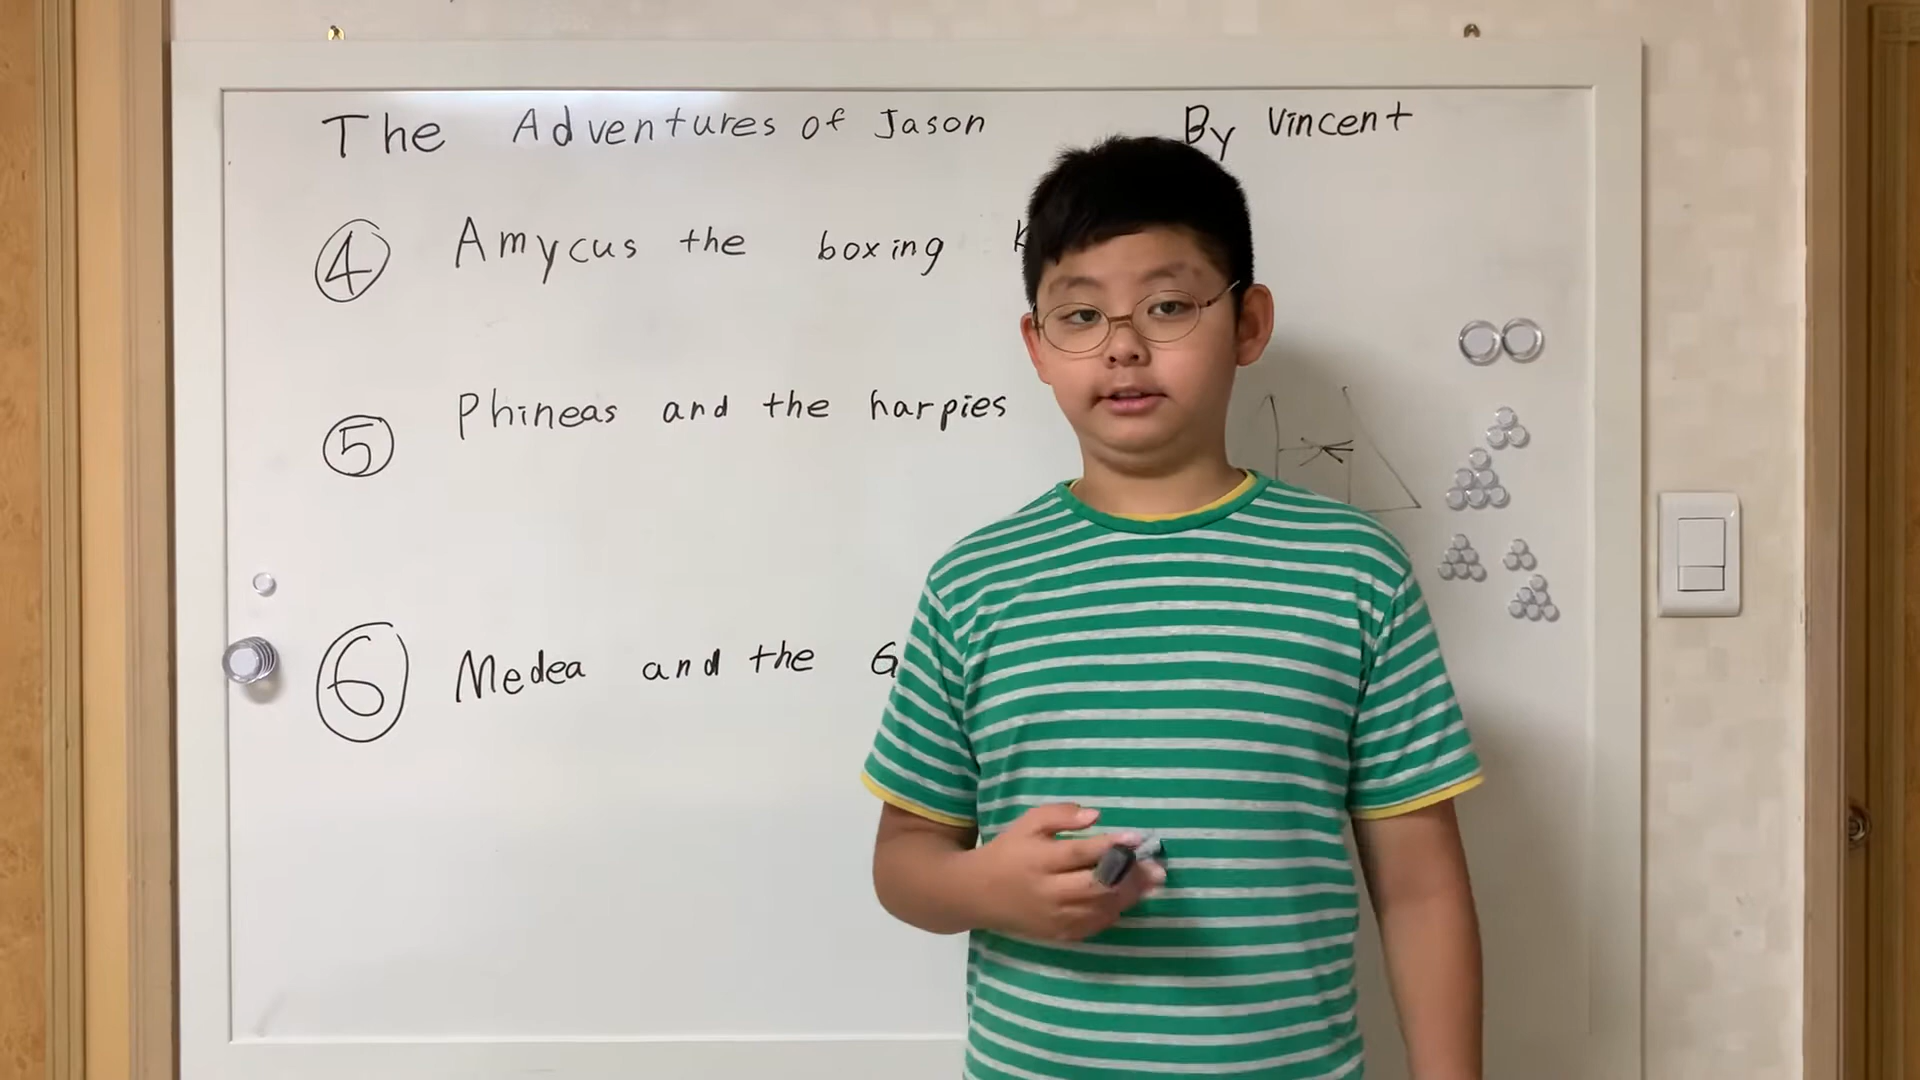 The Adventures of Jason By Vincent
④ Amycus the boxing
⑤ Phineas and the harpies
⑥ Medea and the